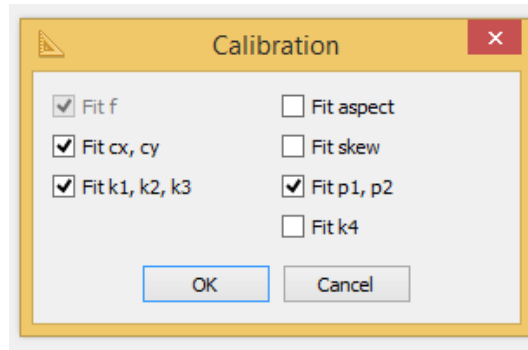 Calibration
Fit f
Fit aspect
Fit cx, cy
Fit skew
Fit k1, k2, k3
Fit p1, p2
Fit k4
OK
Cancel